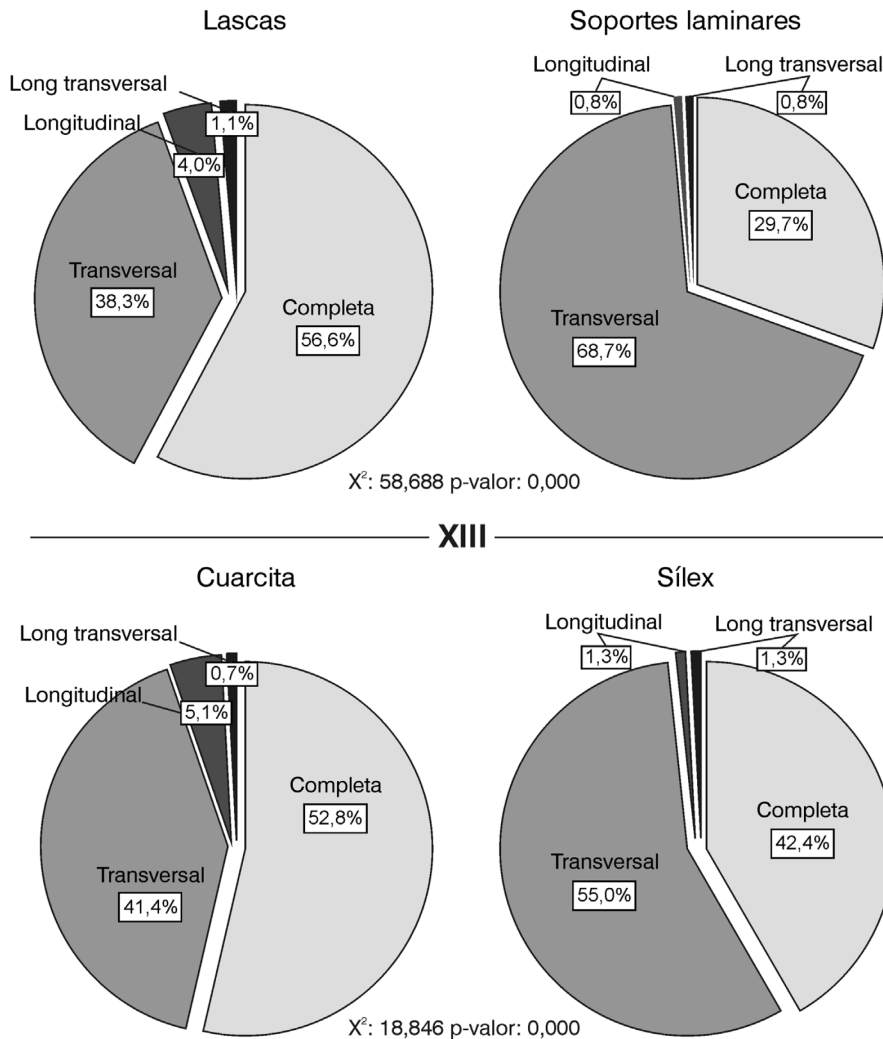 Lascas
Long transversal
1,1%
Longitudinal
4,0%
Transversal
38,3%
Completa
56,6%
Soportes laminares
Longitudinal
0,8%
Long transversal
0,8%
Completa
29,7%
Transversal
68,7%
X²: 58,688 p-valor: 0,000
XIII
Cuarcita
Long transversal
0,7%
Longitudinal
5,1%
Completa
52,8%
Transversal
41,4%
Sílex
Longitudinal
1,3%
Long transversal
1,3%
Completa
42,4%
Transversal
55,0%
X²: 18,846 p-valor: 0,000